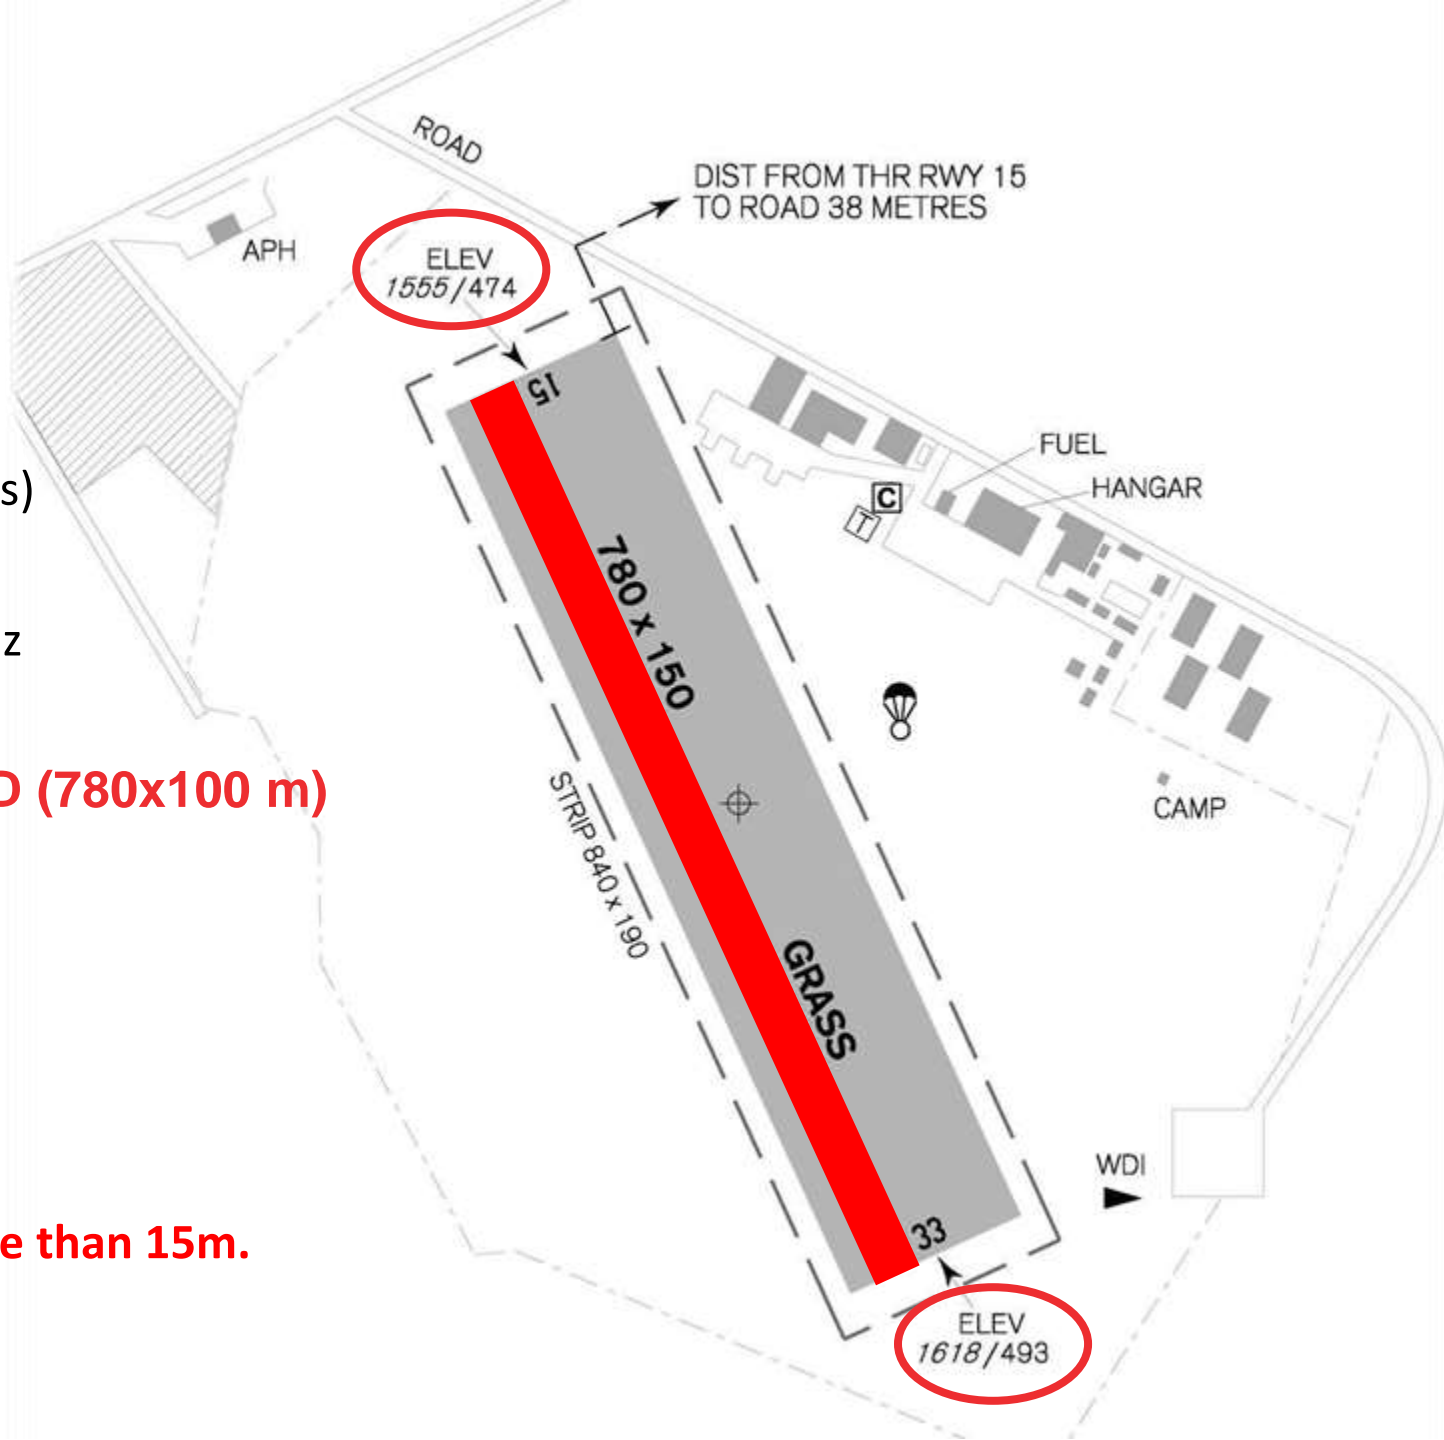 ROAD
DIST FROM THR RWY 15
TO ROAD 38 METRES
APH
ELEV
1555/474
15
FUEL
HANGAR
s)
C
T
780 x 150
z
D (780x100 m)
STRIP 840 x 190
CAMP
GRASS
WDI
33
e than 15m.
ELEV
1618/493